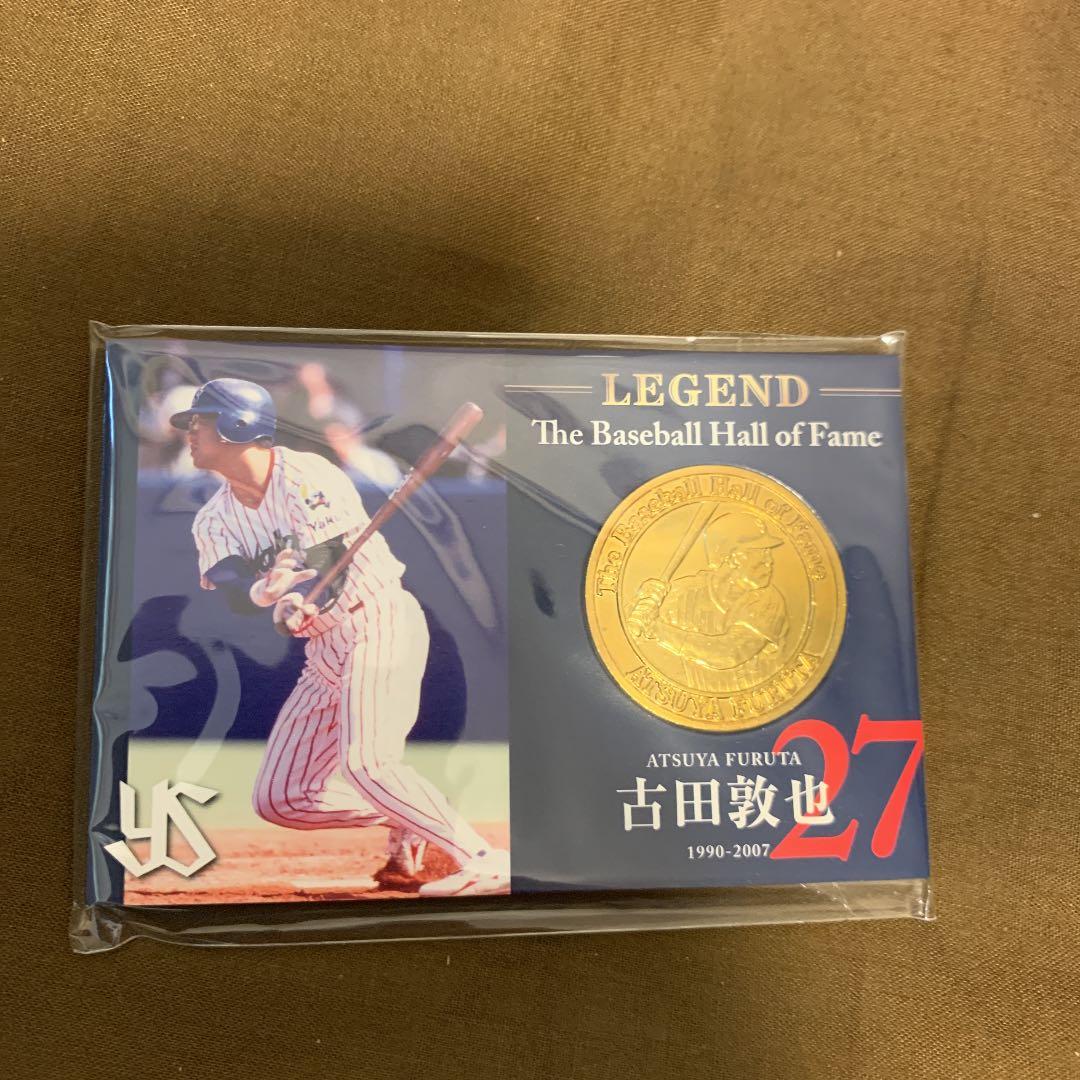 LEGEND
The Baseball Hall of Fame
The Baseball Hall of Fame
ATSUYA FURUTA
ATSUYA FURUTA
古田敦也
27
1990-2007
YS